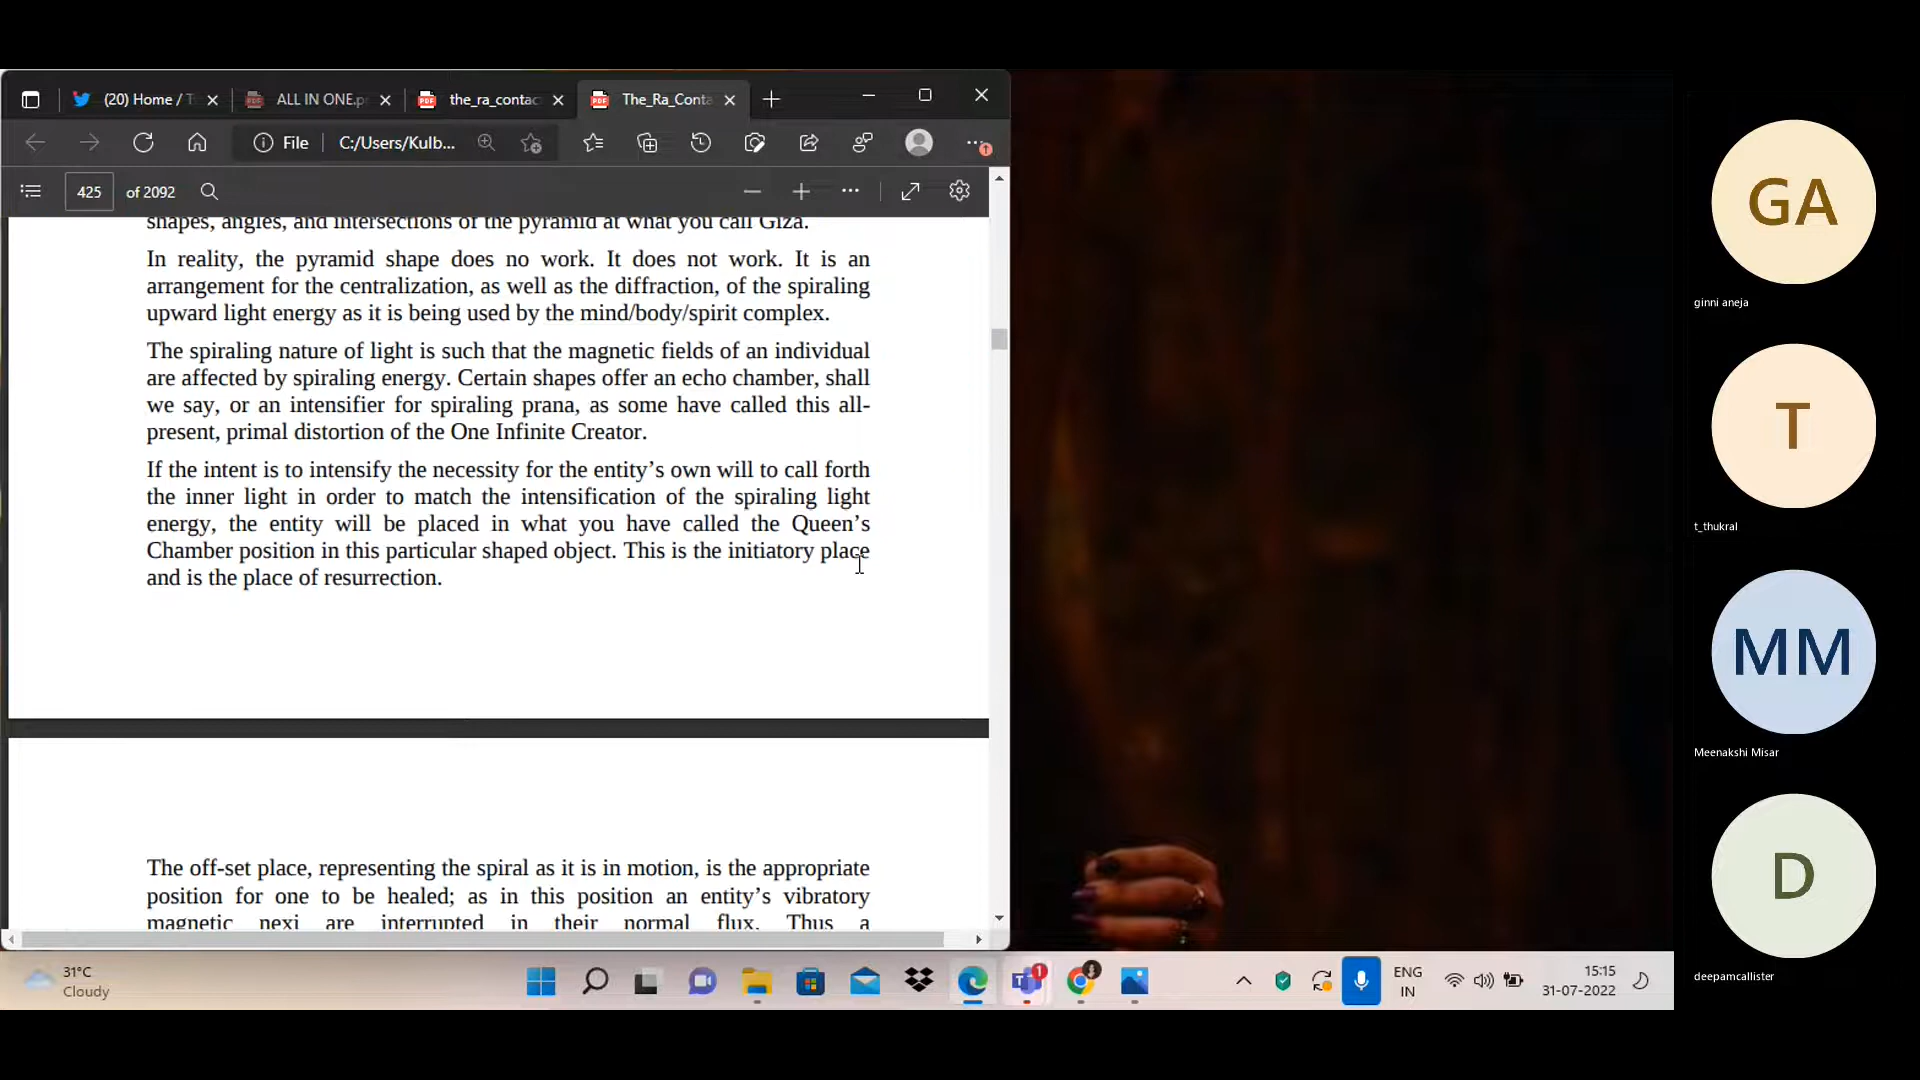 (20) Home / T
ALL IN ONE.p
the_ra_contac
The_Ra_Conta
File
C:/Users/Kulb...
425
of 2092
shapes, angles, and intersections of the pyramid at what you call Giza.
In reality, the pyramid shape does no work. It does not work. It is an
arrangement for the centralization, as well as the diffraction, of the spiraling
upward light energy as it is being used by the mind/body/spirit complex.
The spiraling nature of light is such that the magnetic fields of an individual
are affected by spiraling energy. Certain shapes offer an echo chamber, shall
we say, or an intensifier for spiraling prana, as some have called this all-
present, primal distortion of the One Infinite Creator.
If the intent is to intensify the necessity for the entity’s own will to call forth
the inner light in order to match the intensification of the spiraling light
energy, the entity will be placed in what you have called the Queen’s
Chamber position in this particular shaped object. This is the initiatory place
and is the place of resurrection.
The off-set place, representing the spiral as it is in motion, is the appropriate
position for one to be healed; as in this position an entity’s vibratory
magnetic nexi are interrupted in their normal flux. Thus a
GA
ginni aneja
T
t_thukral
MM
Meenakshi Misar
D
deepamcallister
31°C
Cloudy
1
ENG
IN
15:15
31-07-2022